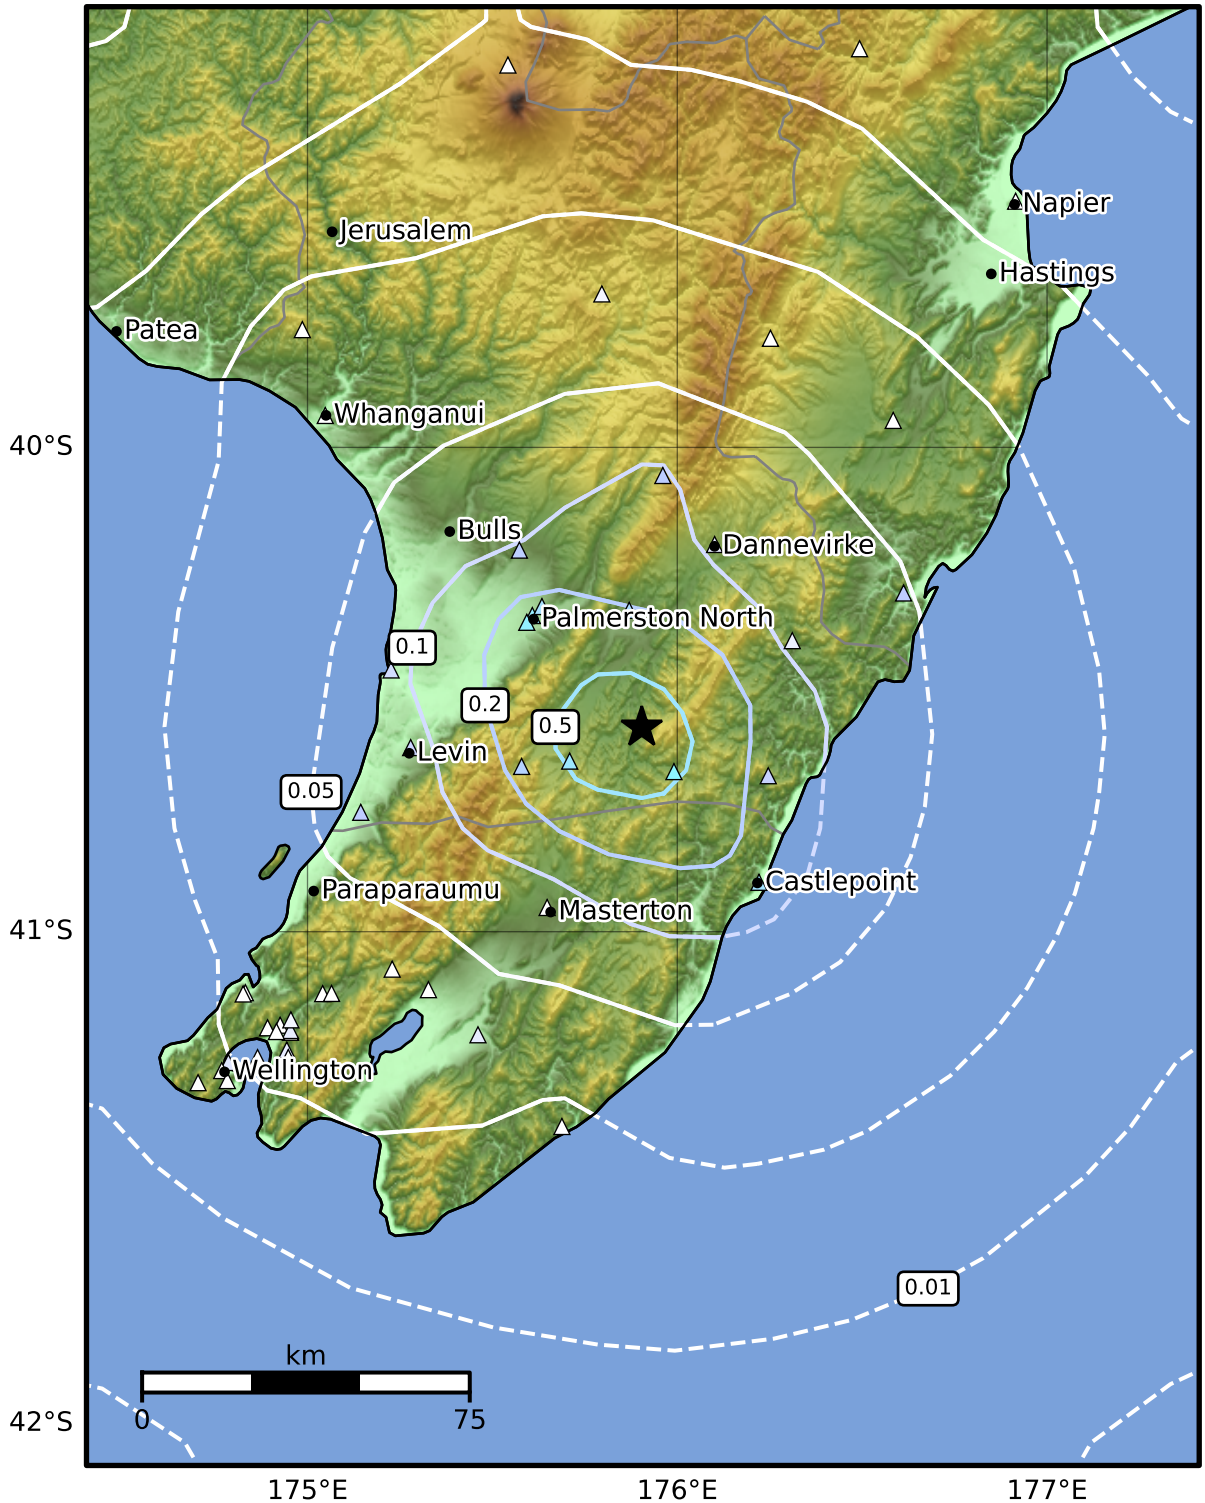 Napier
Jerusalem
Hastings
Patea
Whanganui
40°S
Bulls
Dannevirke
Palmerston North
0.1
0.2
0.5
Levin
0.05
Castlepoint
Paraparaumu
Masterton
41°S
Wellington
0.01
km
0
75
42°S
175°E
176°E
177°E